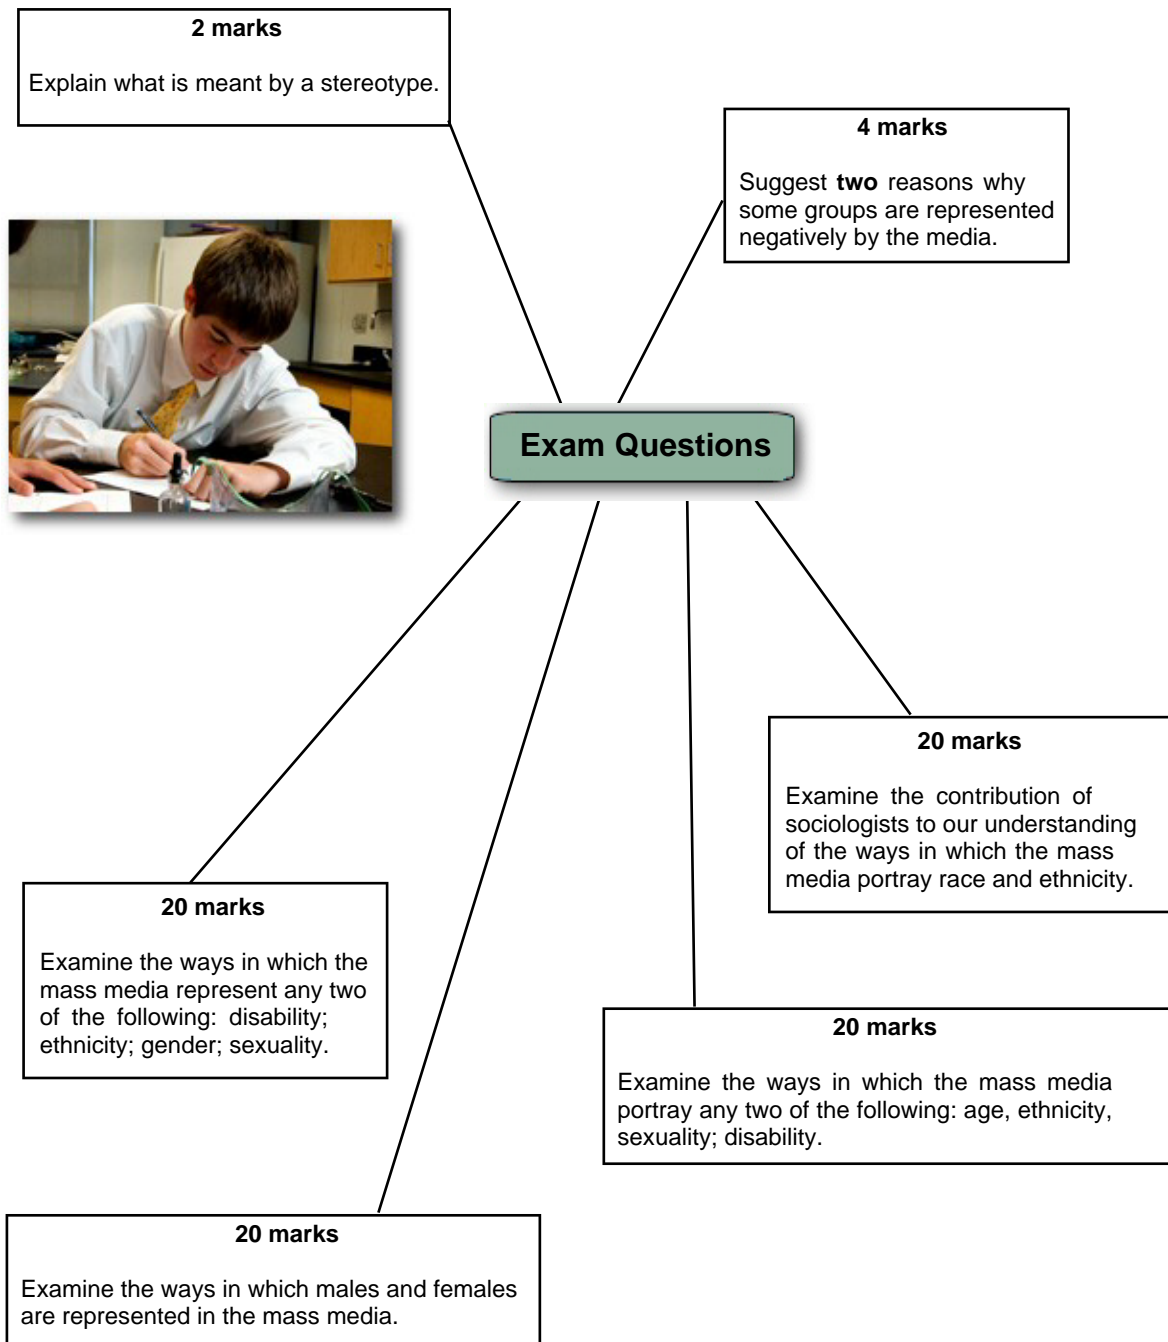 2 marks
Explain what is meant by a stereotype.
4 marks
Suggest two reasons why
some groups are represented
negatively by the media.
Exam Questions
20 marks
Examine the contribution of
sociologists to our understanding
of the ways in which the mass
media portray race and ethnicity.
20 marks
Examine the ways in which the
mass media represent any two
of the following: disability;
ethnicity; gender; sexuality.
20 marks
Examine the ways in which the mass media
portray any two of the following: age, ethnicity,
sexuality; disability.
20 marks
Examine the ways in which males and females
are represented in the mass media.